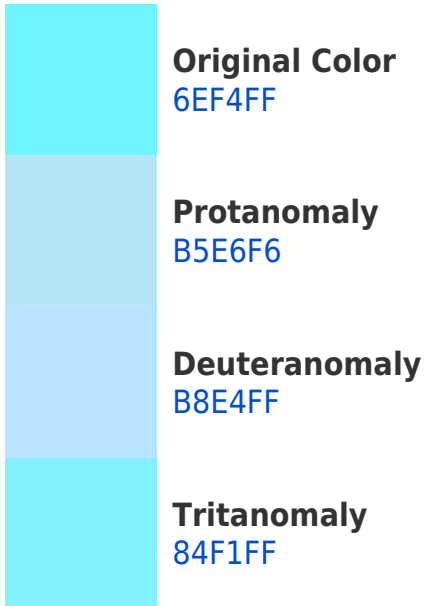 Original Color
6EF4FF
Protanomaly
B5E6F6
Deuteranomaly
B8E4FF
Tritanomaly
84F1FF